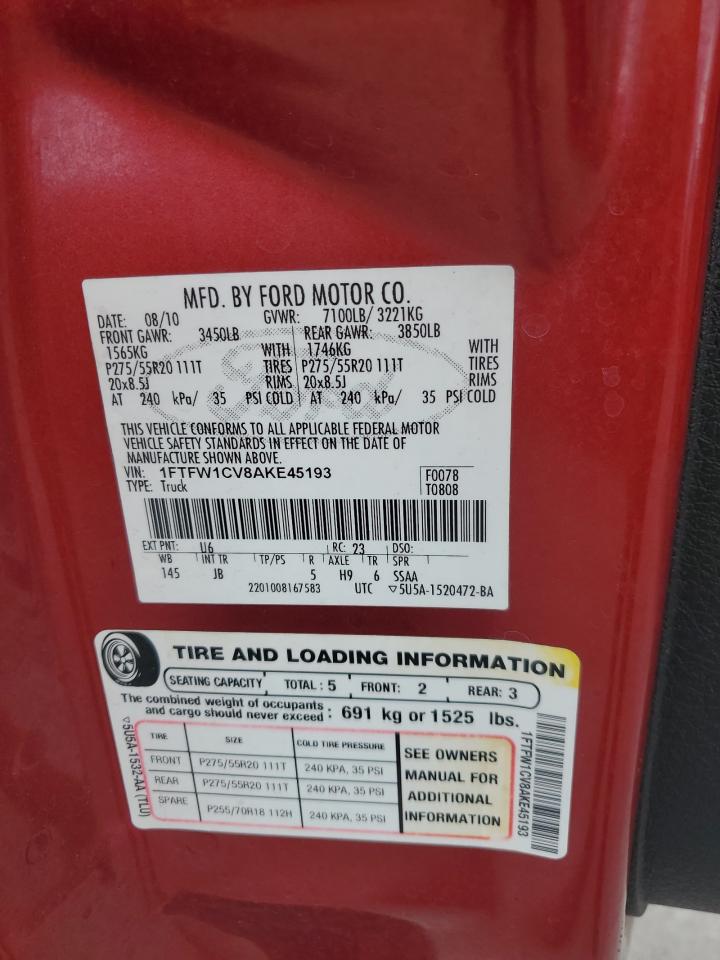 MFD. BY FORD MOTOR CO.
DATE: 08/10 GVWR: 7100LB/ 3221KG
FRONT GAWR: 3450LB REAR GAWR: 3850LB
1565KG WITH 1746KG WITH
P275/55R20 111T TIRES P275/55R20 111T TIRES
20x8.5J RIMS 20x8.5J RIMS
AT 240 kPa/ 35 PSI COLD AT 240 kPa/ 35 PSI COLD
THIS VEHICLE CONFORMS TO ALL APPLICABLE FEDERAL MOTOR
VEHICLE SAFETY STANDARDS IN EFFECT ON THE DATE OF
MANUFACTURE SHOWN ABOVE.
VIN: 1FTFW1CV8AKE45193 F0078
TYPE: Truck T0808
EXT PNT: U6 RC: 23 DSO:
WB INT TR TP/PS R AXLE TR SPR
145 JB 5 H9 6 SSAA
2201008167583 UTC ▽5U5A-1520472-BA
TIRE AND LOADING INFORMATION
SEATING CAPACITY TOTAL: 5 FRONT: 2 REAR: 3
The combined weight of occupants
and cargo should never exceed: 691 kg or 1525 lbs.
TIRE SIZE COLD TIRE PRESSURE
FRONT P275/55R20 111T 240 KPA, 35 PSI
REAR P275/55R20 111T 240 KPA, 35 PSI
SPARE P255/70R18 112H 240 KPA, 35 PSI
SEE OWNERS
MANUAL FOR
ADDITIONAL
INFORMATION
▽5U5A-1532-AA (TLU)
1FTFW1CV8AKE45193